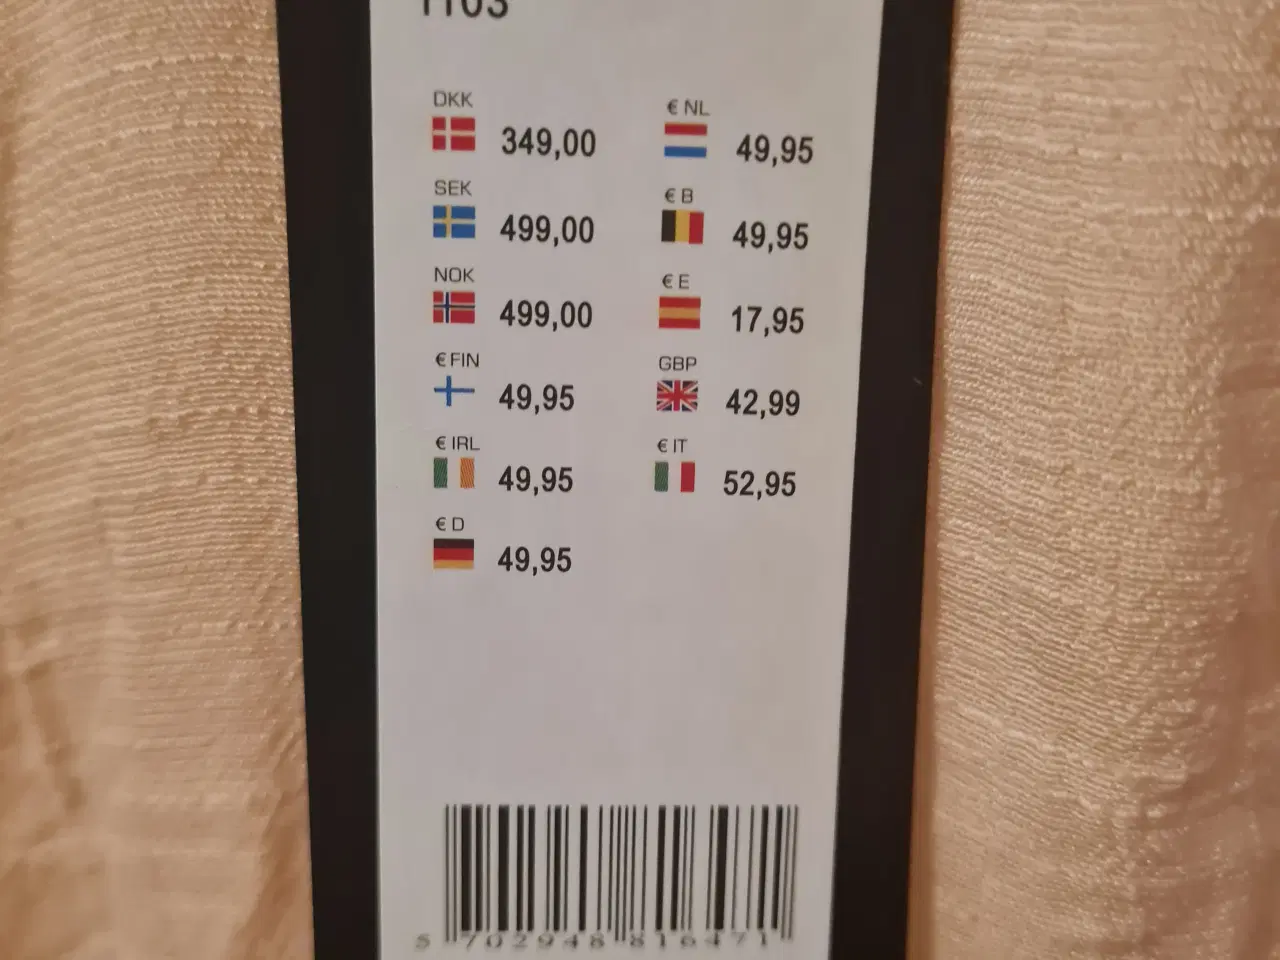 1103
DKK
349,00
SEK
499,00
NOK
499,00
€ FIN
49,95
€ IRL
49,95
€ D
49,95
€ NL
49,95
€ B
49,95
€ E
17,95
GBP
42,99
€ IT
52,95
5 702948 816471